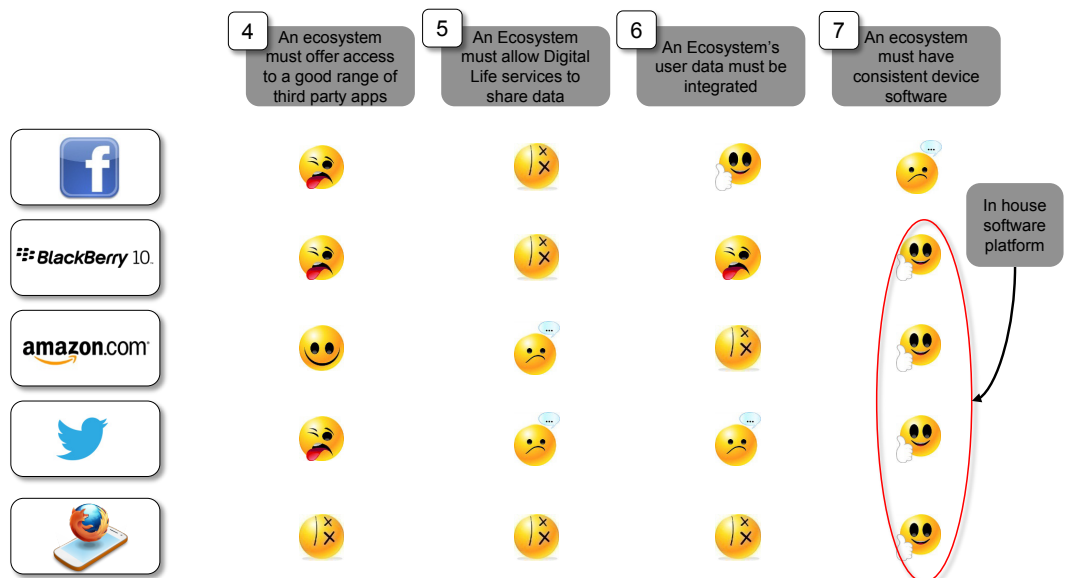 4
An ecosystem
must offer access
to a good range of
third party apps
5
An Ecosystem
must allow Digital
Life services to
share data
6
An Ecosystem's
user data must be
integrated
7
An ecosystem
must have
consistent device
software
f
...
BlackBerry 10
In house
software
platform
amazon.com
...
...
...